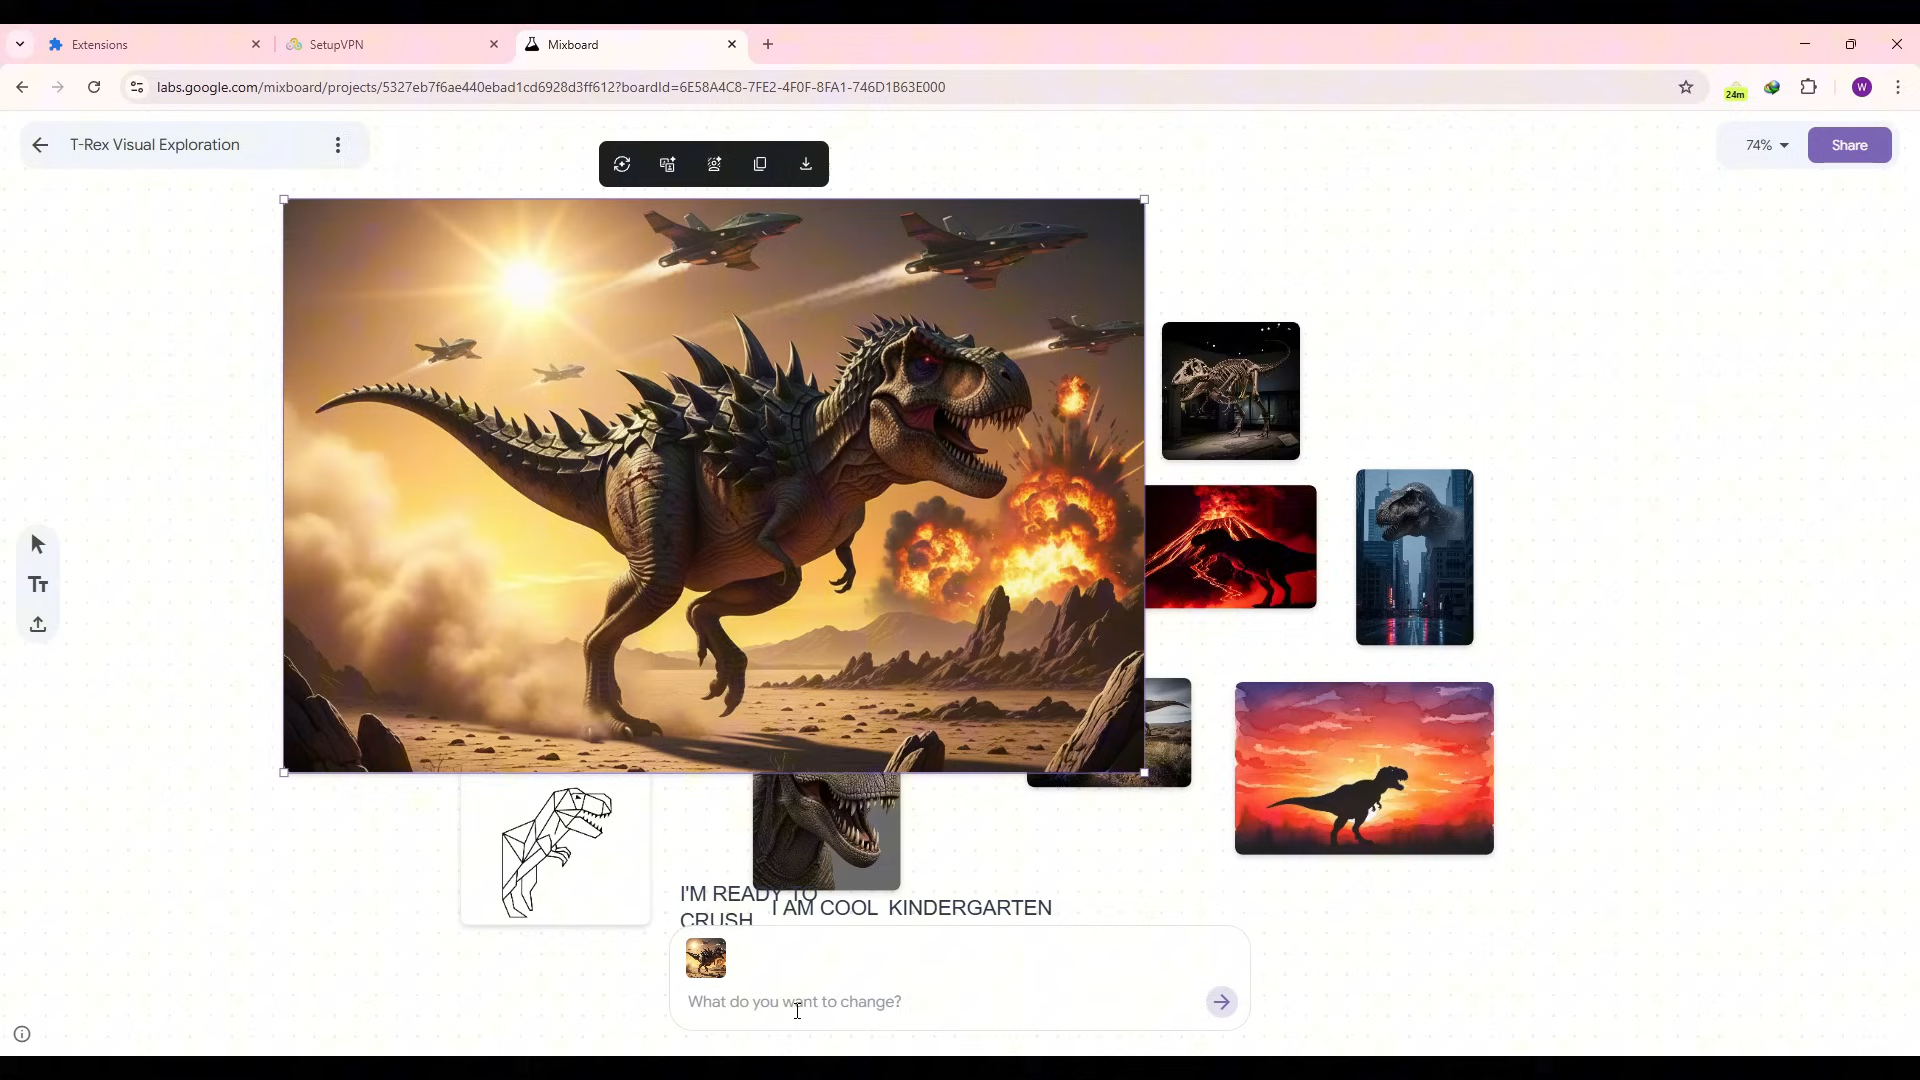 Extensions
SetupVPN
Mixboard
labs.google.com/mixboard/projects/5327eb7f6ae440ebad1cd6928d3ff612?boardId=6E58A4C8-7FE2-4F0F-8FA1-746D1B63E000
24m
W
T-Rex Visual Exploration
74%
Share
Tт
I'M READY TO
CRUSH
I AM COOL
KINDERGARTEN
What do you want to change?